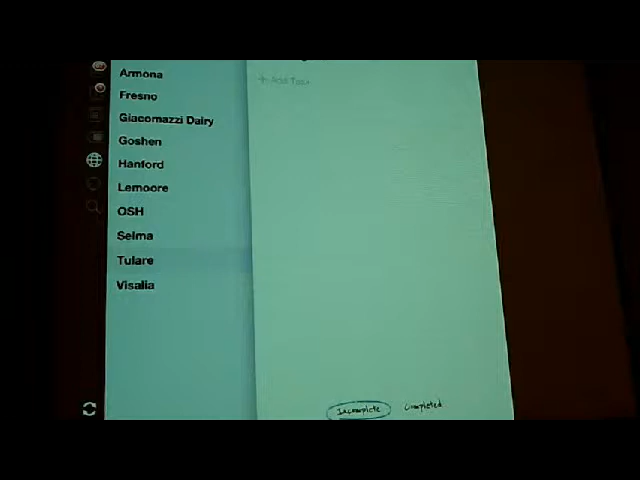 Armona
+ Add Task
Fresno
Giacomazzi Dairy
Goshen
Hanford
Lemoore
OSH
Selma
Tulare
Visalia
Incomplete
Completed